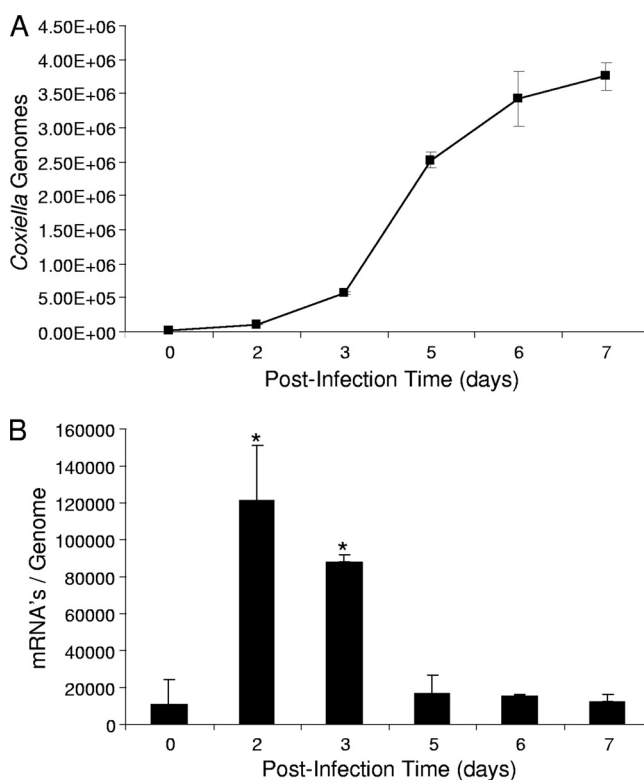 A
4.50E+06
4.00E+06
3.50E+06
3.00E+06
2.50E+06
2.00E+06
1.50E+06
1.00E+06
5.00E+05
0.00E+00
Coxiella Genomes
0 2 3 5 6 7
Post-Infection Time (days)
B
160000
140000
120000
100000
80000
60000
40000
20000
0
mRNA's / Genome
* *
0 2 3 5 6 7
Post-Infection Time (days)